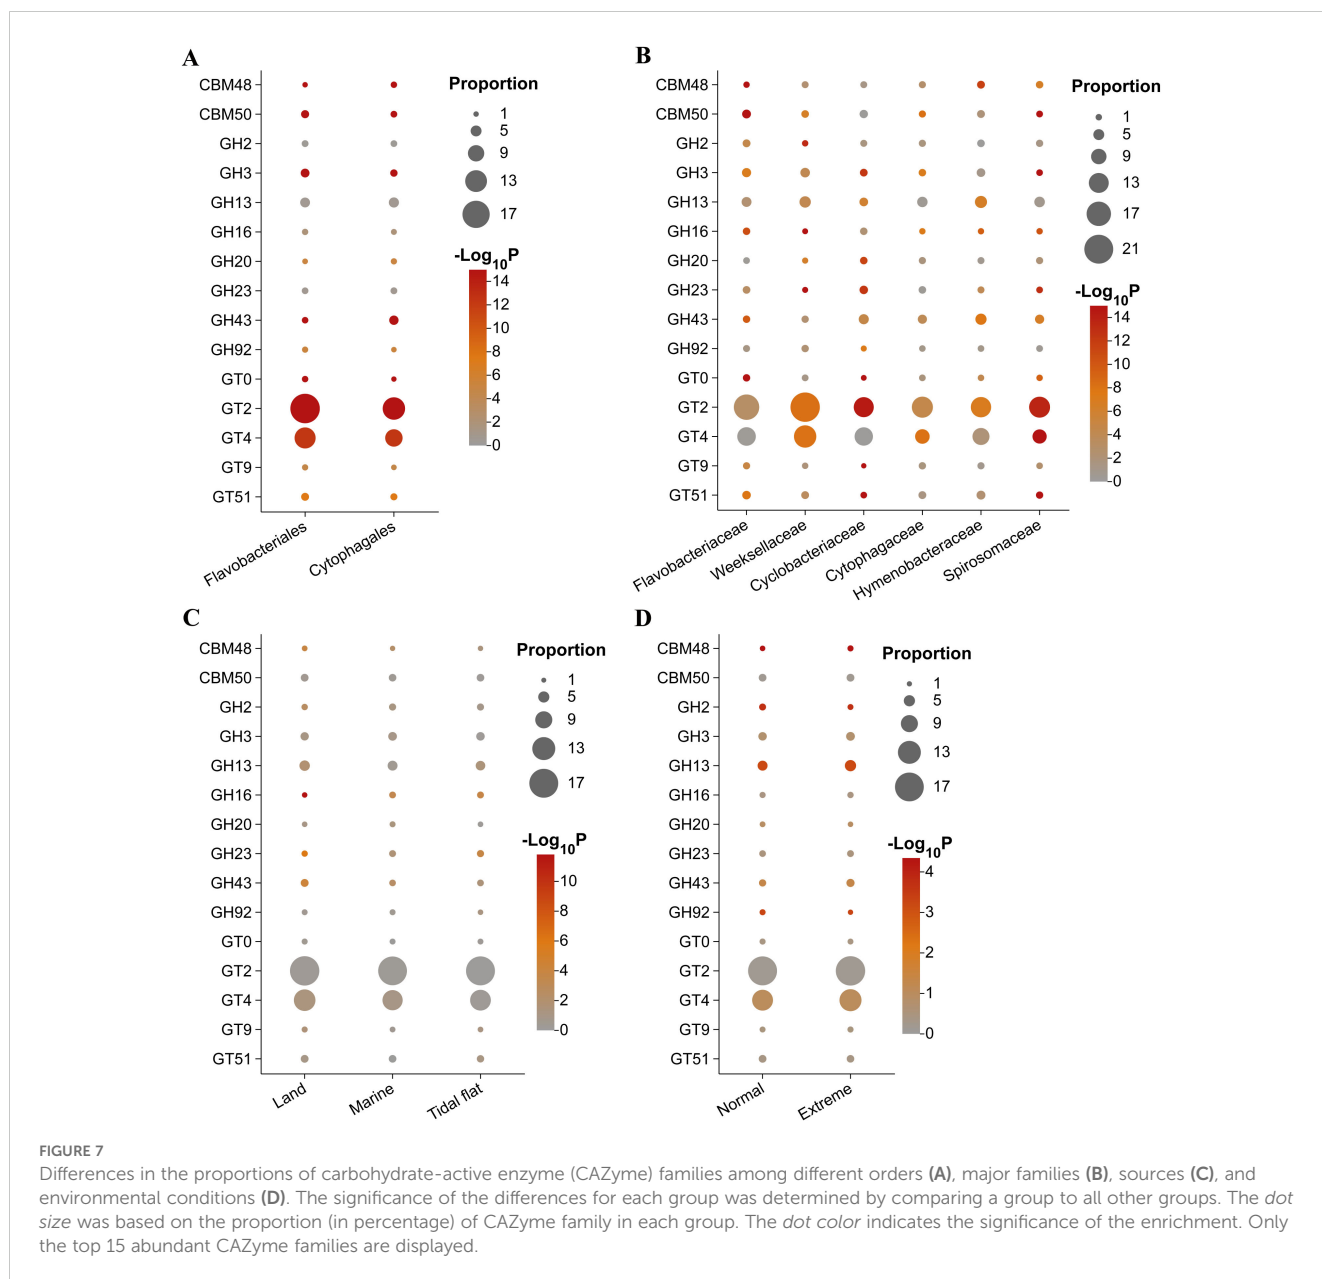 A
CBM48
CBM50
GH2
GH3
GH13
GH16
GH20
GH23
GH43
GH92
GT0
GT2
GT4
GT9
GT51
Flavobacteriales
Cytophagales
Proportion
1
5
9
13
17
-Log10P
14
12
10
8
6
4
2
0
B
CBM48
CBM50
GH2
GH3
GH13
GH16
GH20
GH23
GH43
GH92
GT0
GT2
GT4
GT9
GT51
Flavobacteriaceae
Weeksellaceae
Cyclobacteriaceae
Cytophagaceae
Hymenobacteraceae
Spirosomaceae
Proportion
1
5
9
13
17
21
-Log10P
14
12
10
8
6
4
2
0
C
CBM48
CBM50
GH2
GH3
GH13
GH16
GH20
GH23
GH43
GH92
GT0
GT2
GT4
GT9
GT51
Land
Marine
Tidal flat
Proportion
1
5
9
13
17
-Log10P
10
8
6
4
2
0
D
CBM48
CBM50
GH2
GH3
GH13
GH16
GH20
GH23
GH43
GH92
GT0
GT2
GT4
GT9
GT51
Normal
Extreme
Proportion
1
5
9
13
17
-Log10P
4
3
2
1
0
FIGURE 7
Differences in the proportions of carbohydrate-active enzyme (CAZyme) families among different orders (A), major families (B), sources (C), and
environmental conditions (D). The significance of the differences for each group was determined by comparing a group to all other groups. The dot
size was based on the proportion (in percentage) of CAZyme family in each group. The dot color indicates the significance of the enrichment. Only
the top 15 abundant CAZyme families are displayed.